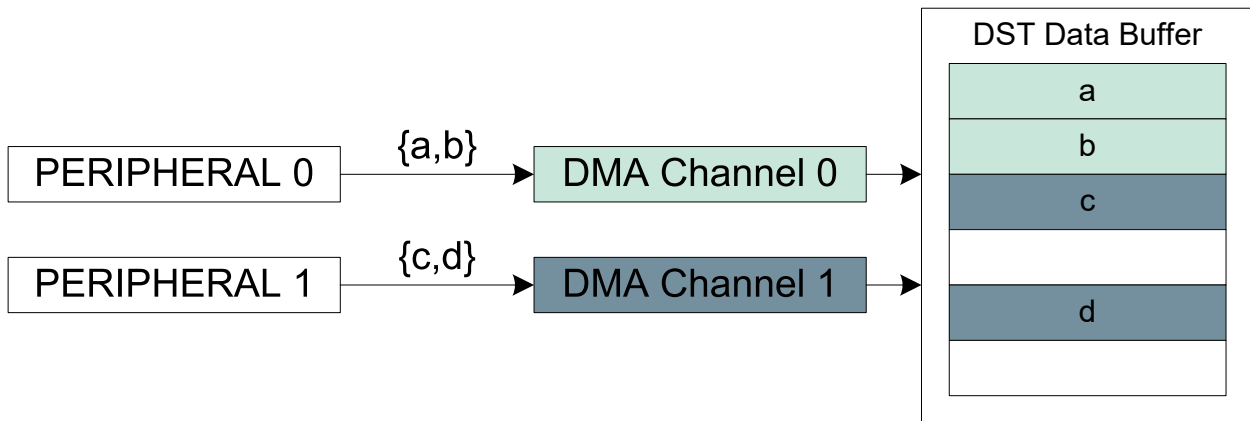 DST Data Buffer
a
b
c
d
{a,b}
PERIPHERAL 0
DMA Channel 0
{c,d}
PERIPHERAL 1
DMA Channel 1